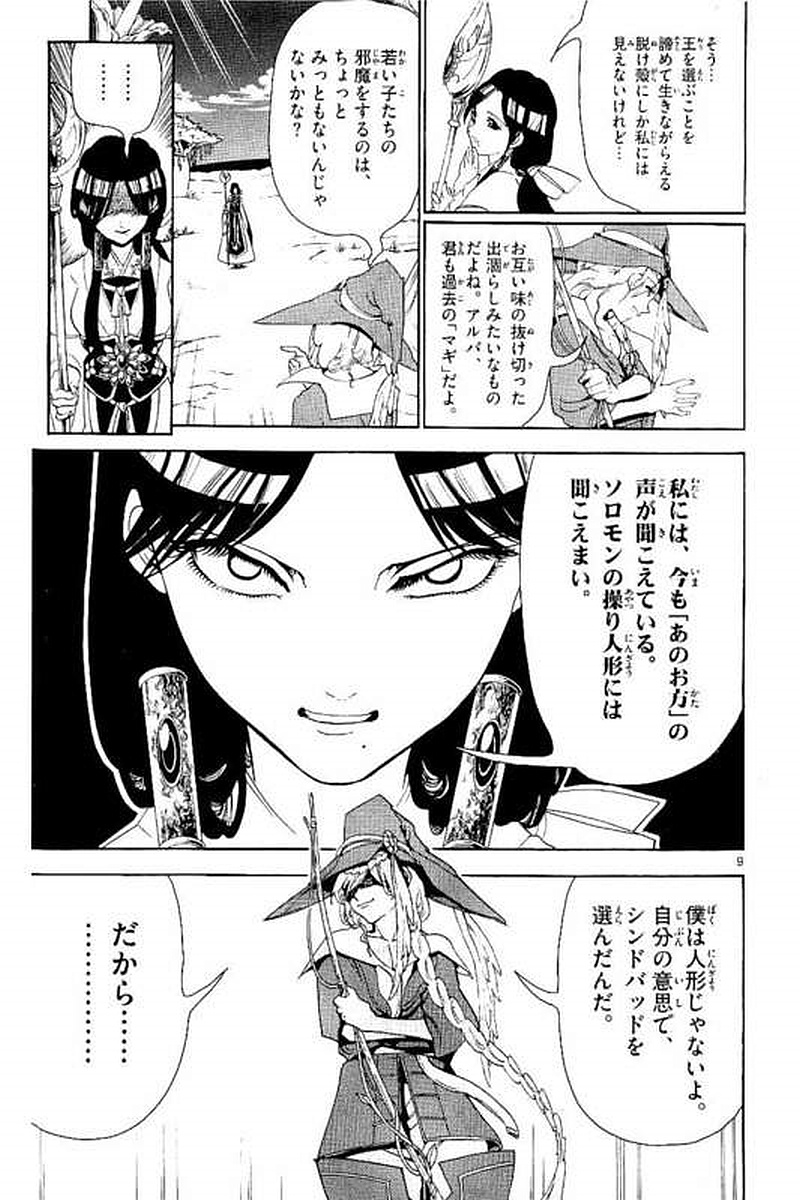 そう…
王を選ぶことを
諦めて生きながらえる
脱け殻にしか私には
見えないけれど…
お互い味の抜け切った
出涸らしみたいなもの
だよね。アルバ、
君も過去の「マギ」だよ。
若い子たちの
邪魔をするのは、
ちょっと
みっともないんじゃ
ないかな？
………
………
私には、今も「あのお方」の
声が聞こえている。
ソロモンの操り人形には
聞こえまい。
9
僕は人形じゃないよ。
自分の意思で、
シンドバッドを
選んだんだ。
だから…
…………